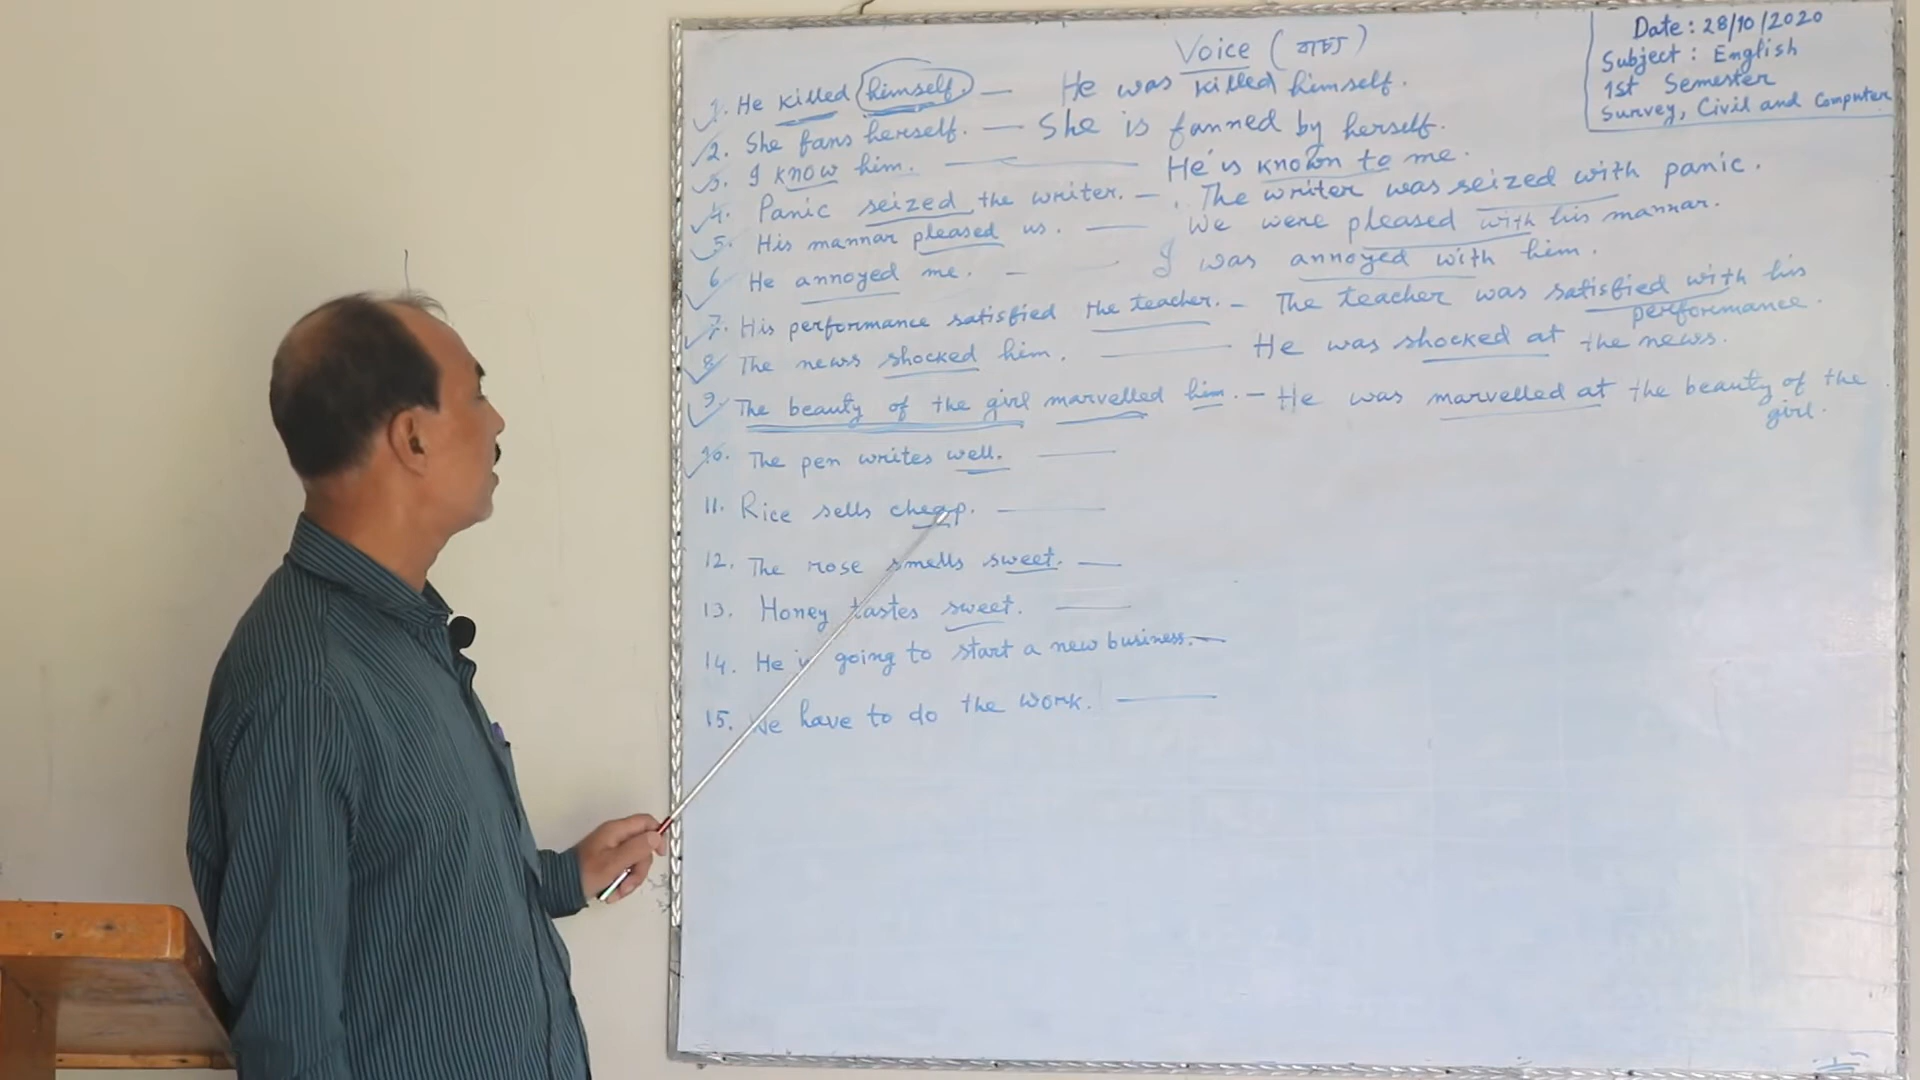 Voice (বাচ্য)
Date: 28/10/2020
Subject: English
1st Semester
Survey, Civil and Computer
1. He killed himself. — He was killed himself.
2. She fans herself. — She is fanned by herself.
3. I know him. — He is known to me.
4. Panic seized the writer. — The writer was seized with panic.
5. His mannar pleased us. — We were pleased with his mannar.
6 He annoyed me. — I was annoyed with him.
7. His performance satisfied the teacher. — The teacher was satisfied with his
performance.
8 The news shocked him. — He was shocked at the news.
9. The beauty of the girl marvelled him. — He was marvelled at the beauty of the
girl.
10. The pen writes well. —
11. Rice sells cheap. —
12. The rose smells sweet. —
13. Honey tastes sweet. —
14. He is going to start a new business. —
15. We have to do the work. —